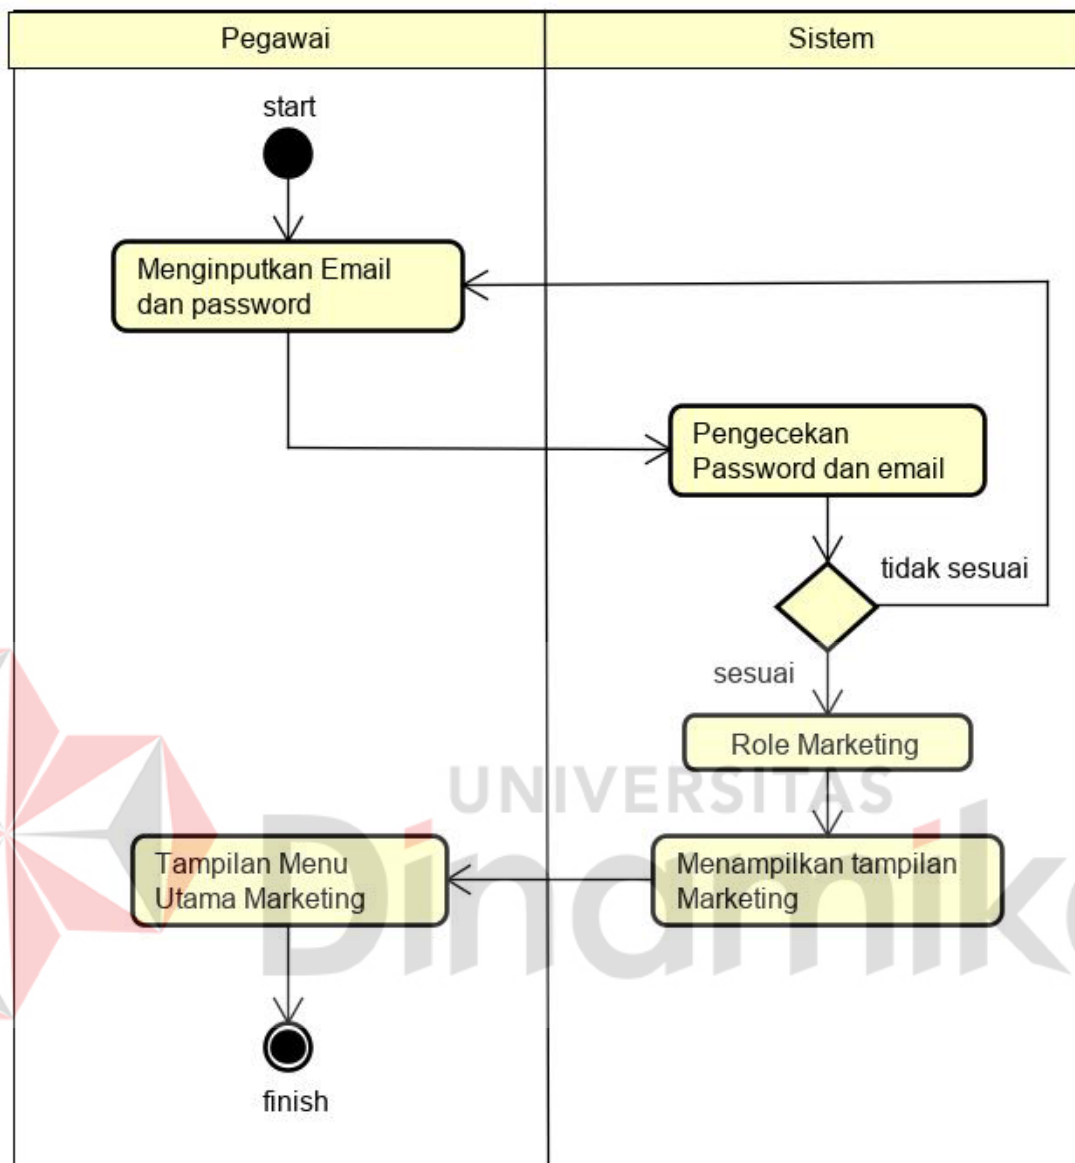 Pegawai
Sistem
start
Menginputkan Email
dan password
Pengecekan
Password dan email
tidak sesuai
sesuai
Role Marketing
UNIVERSITAS
Dinamika
Tampilan Menu
Utama Marketing
Menampilkan tampilan
Marketing
finish